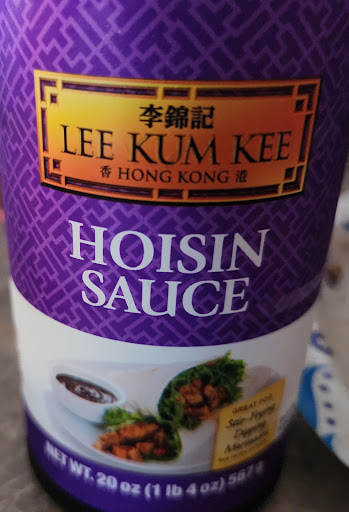 李錦記
LEE KUM KEE
香 HONG KONG 港
HOISIN
SAUCE
GREAT FOR
Stir-Frying
Dipping
Marinades
NET WT. 20 oz (1 lb 4 oz) 567 g